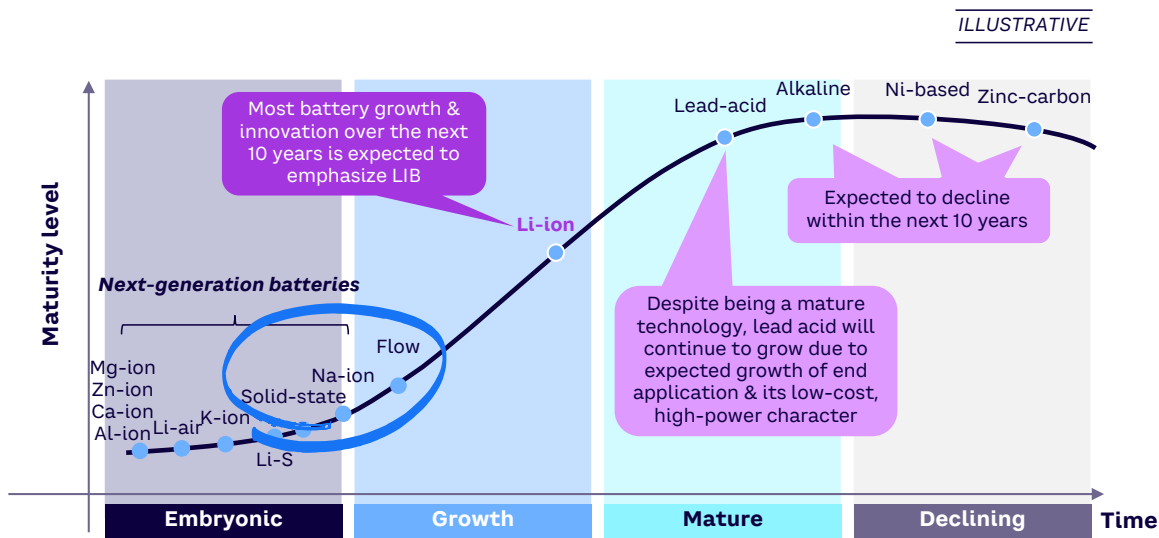 ILLUSTRATIVE
Most battery growth &
innovation over the next
10 years is expected to
emphasize LIB
Lead-acid
Alkaline
Ni-based
Zinc-carbon
Expected to decline
within the next 10 years
Li-ion
Maturity level
Next-generation batteries
Despite being a mature
technology, lead acid will
continue to grow due to
expected growth of end
application & its low-cost,
high-power character
Flow
Na-ion
Solid-state
Mg-ion
Zn-ion
Ca-ion
Al-ion
Li-air
K-ion
Li-S
Embryonic
Growth
Mature
Declining
Time